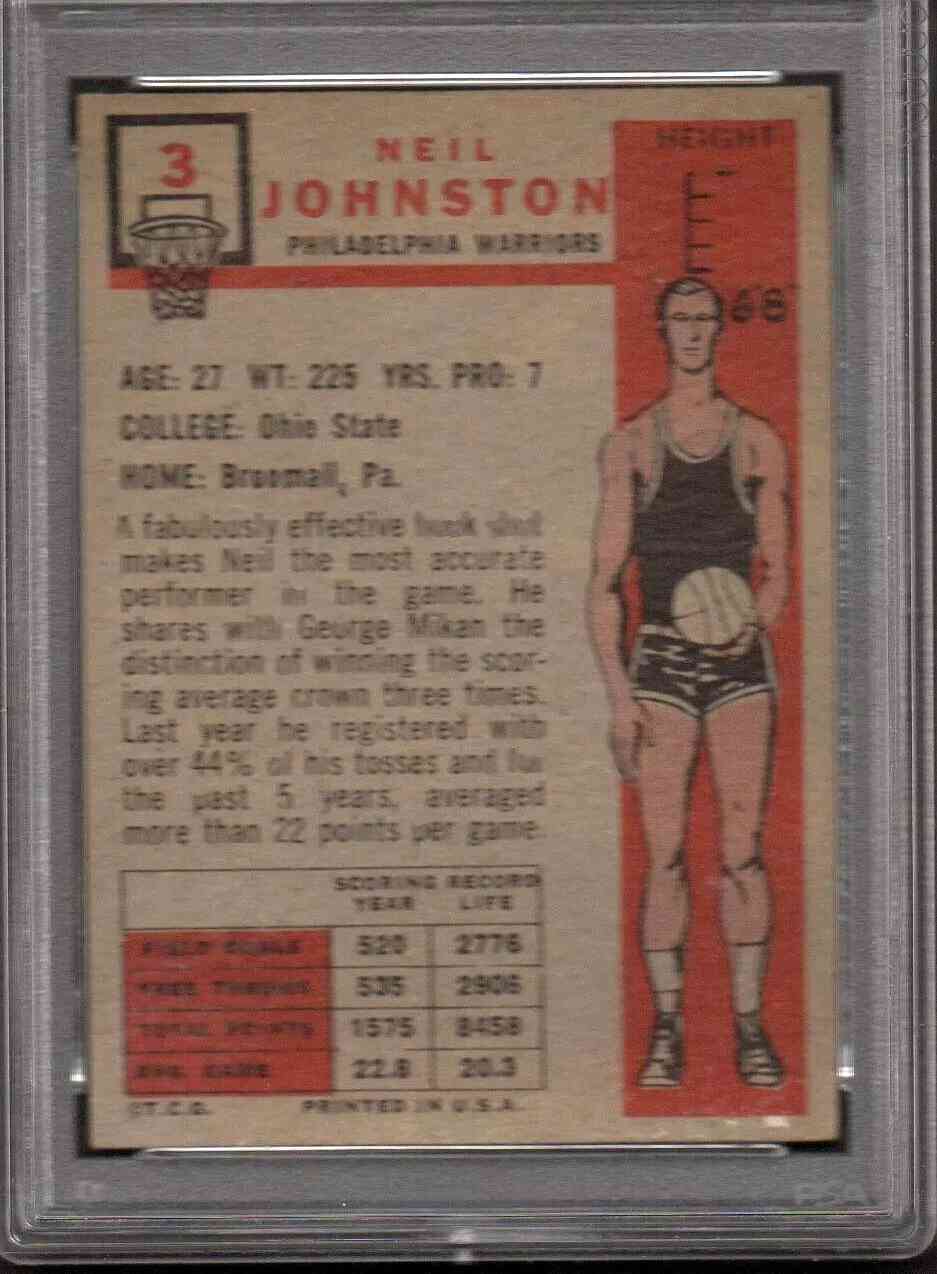 3
NEIL
JOHNSTON
PHILADELPHIA WARRIORS
HEIGHT
6'8"
AGE: 27 WT: 225 YRS. PRO: 7
COLLEGE: Ohio State
HOME: Broomall, Pa.
A fabulously effective hook shot
makes Neil the most accurate
performer in the game. He
shares with George Mikan the
distinction of winning the scor-
ing average crown three times.
Last year he registered with
over 44% of his tosses and for
the past 5 years, averaged
more than 22 points per game.
SCORING RECORD
YEAR LIFE
FIELD GOALS 520 2776
FREE THROWS 535 2906
TOTAL POINTS 1575 8458
AVG. GAME 22.8 20.3
©T.C.G. PRINTED IN U.S.A.
PSA